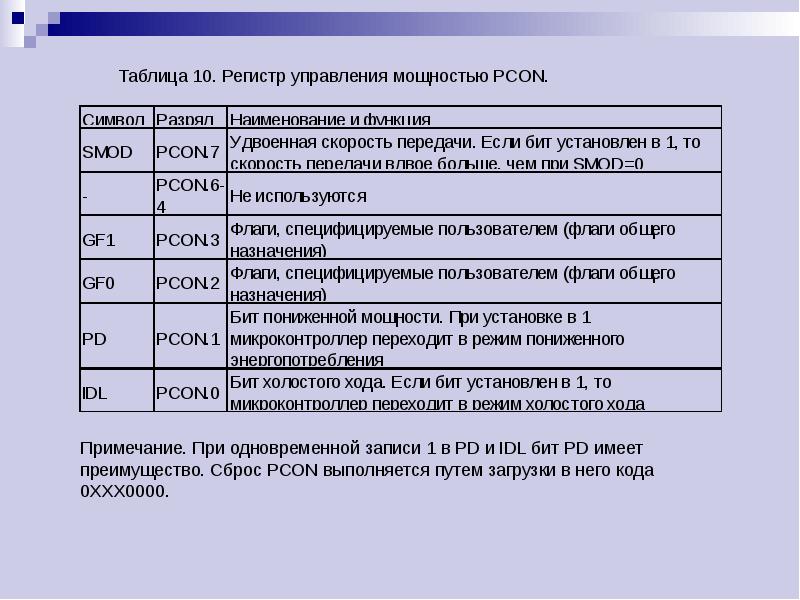 Таблица 10. Регистр управления мощностью PCON.
Символ Разряд Наименование и функция
SMOD PCON.7 Удвоенная скорость передачи. Если бит установлен в 1, то
скорость передачи вдвое больше, чем при SMOD=0
- PCON.6-
4 Не используются
GF1 PCON.3 Флаги, специфицируемые пользователем (флаги общего
назначения)
GF0 PCON.2 Флаги, специфицируемые пользователем (флаги общего
назначения)
PD PCON.1 Бит пониженной мощности. При установке в 1
микроконтроллер переходит в режим пониженного
энергопотребления
IDL PCON.0 Бит холостого хода. Если бит установлен в 1, то
микроконтроллер переходит в режим холостого хода
Примечание. При одновременной записи 1 в PD и IDL бит PD имеет
преимущество. Сброс PCON выполняется путем загрузки в него кода
0XXX0000.